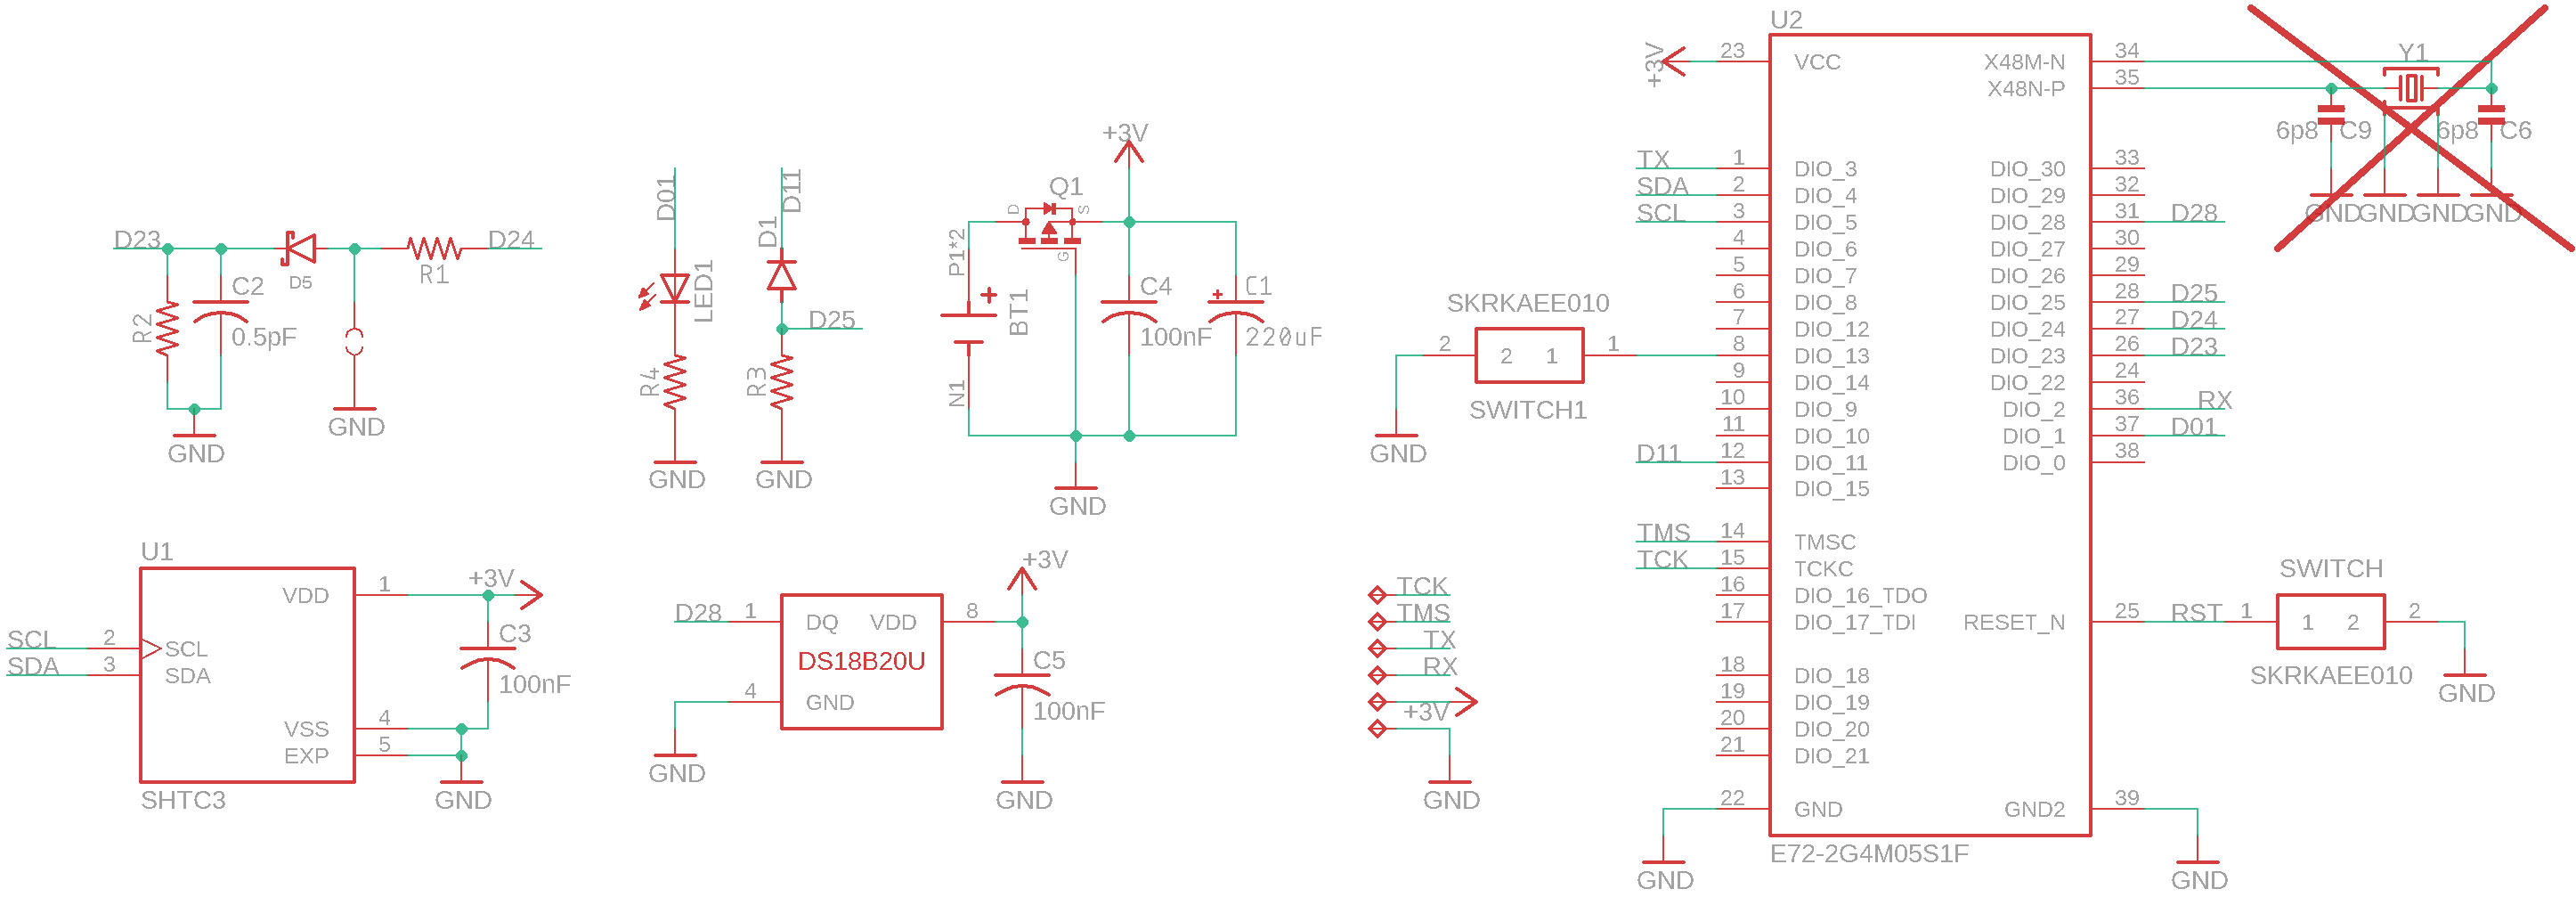 D23
C2
0.5pF
R2
GND
D5
R1
D24
GND
D01
LED1
R4
GND
D11
D1
D25
R3
GND
+3V
Q1
D
S
G
P1*2
BT1
N1
C4
100nF
C1
220uF
GND
U1
VDD
1
+3V
SCL
2
SCL
SDA
3
SDA
C3
100nF
VSS
4
EXP
5
GND
SHTC3
+3V
D28
1
DQ
VDD
8
DS18B20U
C5
4
GND
100nF
GND
GND
TCK
TMS
TX
RX
+3V
GND
SKRKAEE010
2
2
1
1
SWITCH1
GND
U2
+3V
23
VCC
X48M-N
34
X48N-P
35
TX
1
DIO_3
DIO_30
33
SDA
2
DIO_4
DIO_29
32
SCL
3
DIO_5
DIO_28
31
D28
4
DIO_6
DIO_27
30
5
DIO_7
DIO_26
29
6
DIO_8
DIO_25
28
D25
7
DIO_12
DIO_24
27
D24
8
DIO_13
DIO_23
26
D23
9
DIO_14
DIO_22
24
10
DIO_9
DIO_2
36
RX
11
DIO_10
DIO_1
37
D01
D11
12
DIO_11
DIO_0
38
13
DIO_15
TMS
14
TMSC
TCK
15
TCKC
16
DIO_16_TDO
17
DIO_17_TDI
RESET_N
25
RST
18
DIO_18
19
DIO_19
20
DIO_20
21
DIO_21
22
GND
GND2
39
E72-2G4M05S1F
GND
GND
Y1
6p8
C9
6p8
C6
GND
GND
GND
GND
SWITCH
1
1
2
2
SKRKAEE010
GND